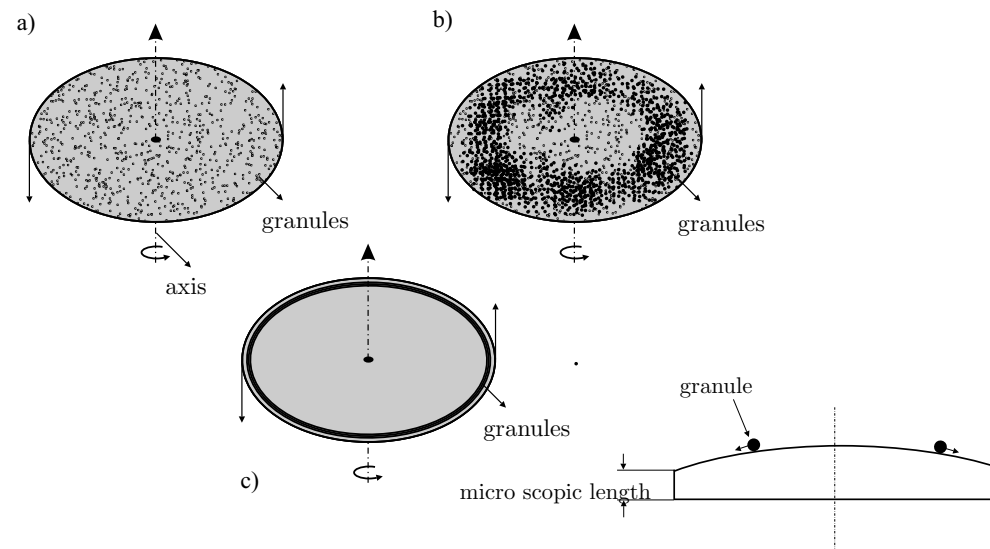 a)
b)
granules
granules
axis
granule
granules
c)
micro scopic length